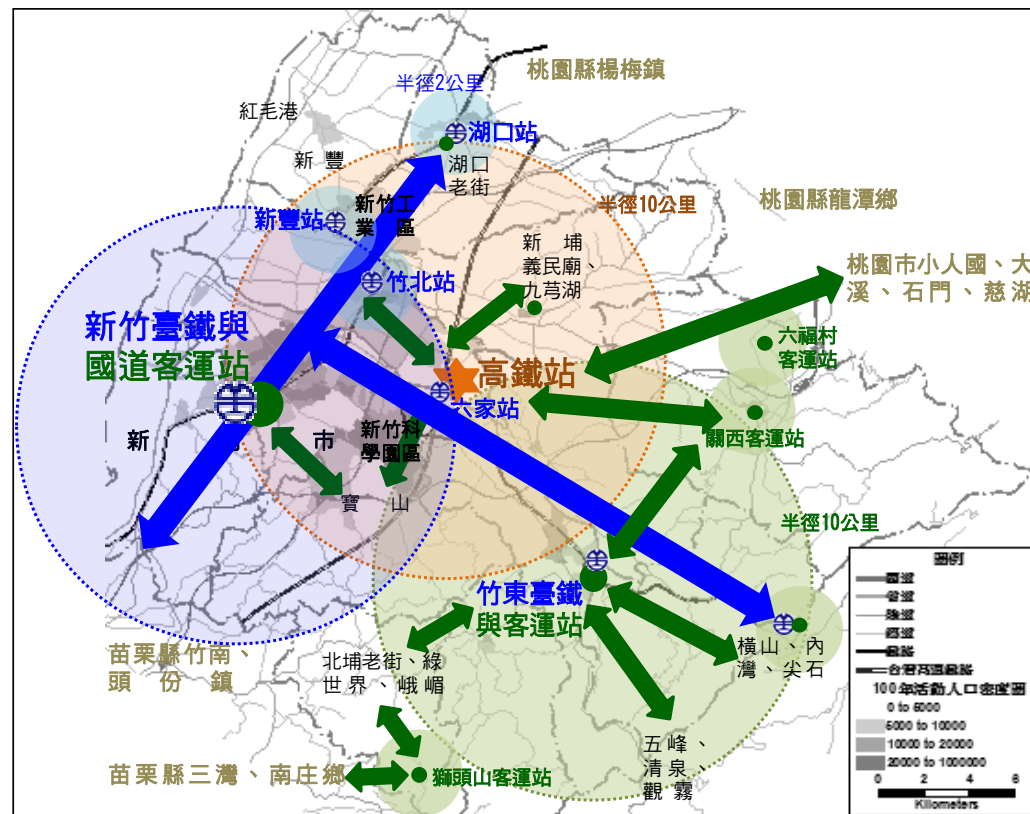 桃園縣楊梅鎮
半徑2公里
紅毛港
湖口站
新豐
湖口
老街
桃園縣龍潭鄉
半徑10公里
新竹工
業區
新豐站
新埔
義民廟、
九芎湖
竹北站
桃園市小人國、大
溪、石門、慈湖
新竹臺鐵與
國道客運站
六福村
客運站
高鐵站
六家站
關西客運站
新竹科
學園區
新 市
寶山
半徑10公里
圖例
國道
省道
縣道
鐵路
台灣高速鐵路
100年活動人口密度圖
0 to 5000
5000 to 10000
10000 to 20000
20000 to 1000000
0 2 4 6
Kilometers
竹東臺鐵
與客運站
橫山、內
灣、尖石
苗栗縣竹南、
頭份鎮
北埔老街、綠
世界、峨嵋
五峰、
清泉、
觀霧
苗栗縣三灣、南庄鄉
獅頭山客運站